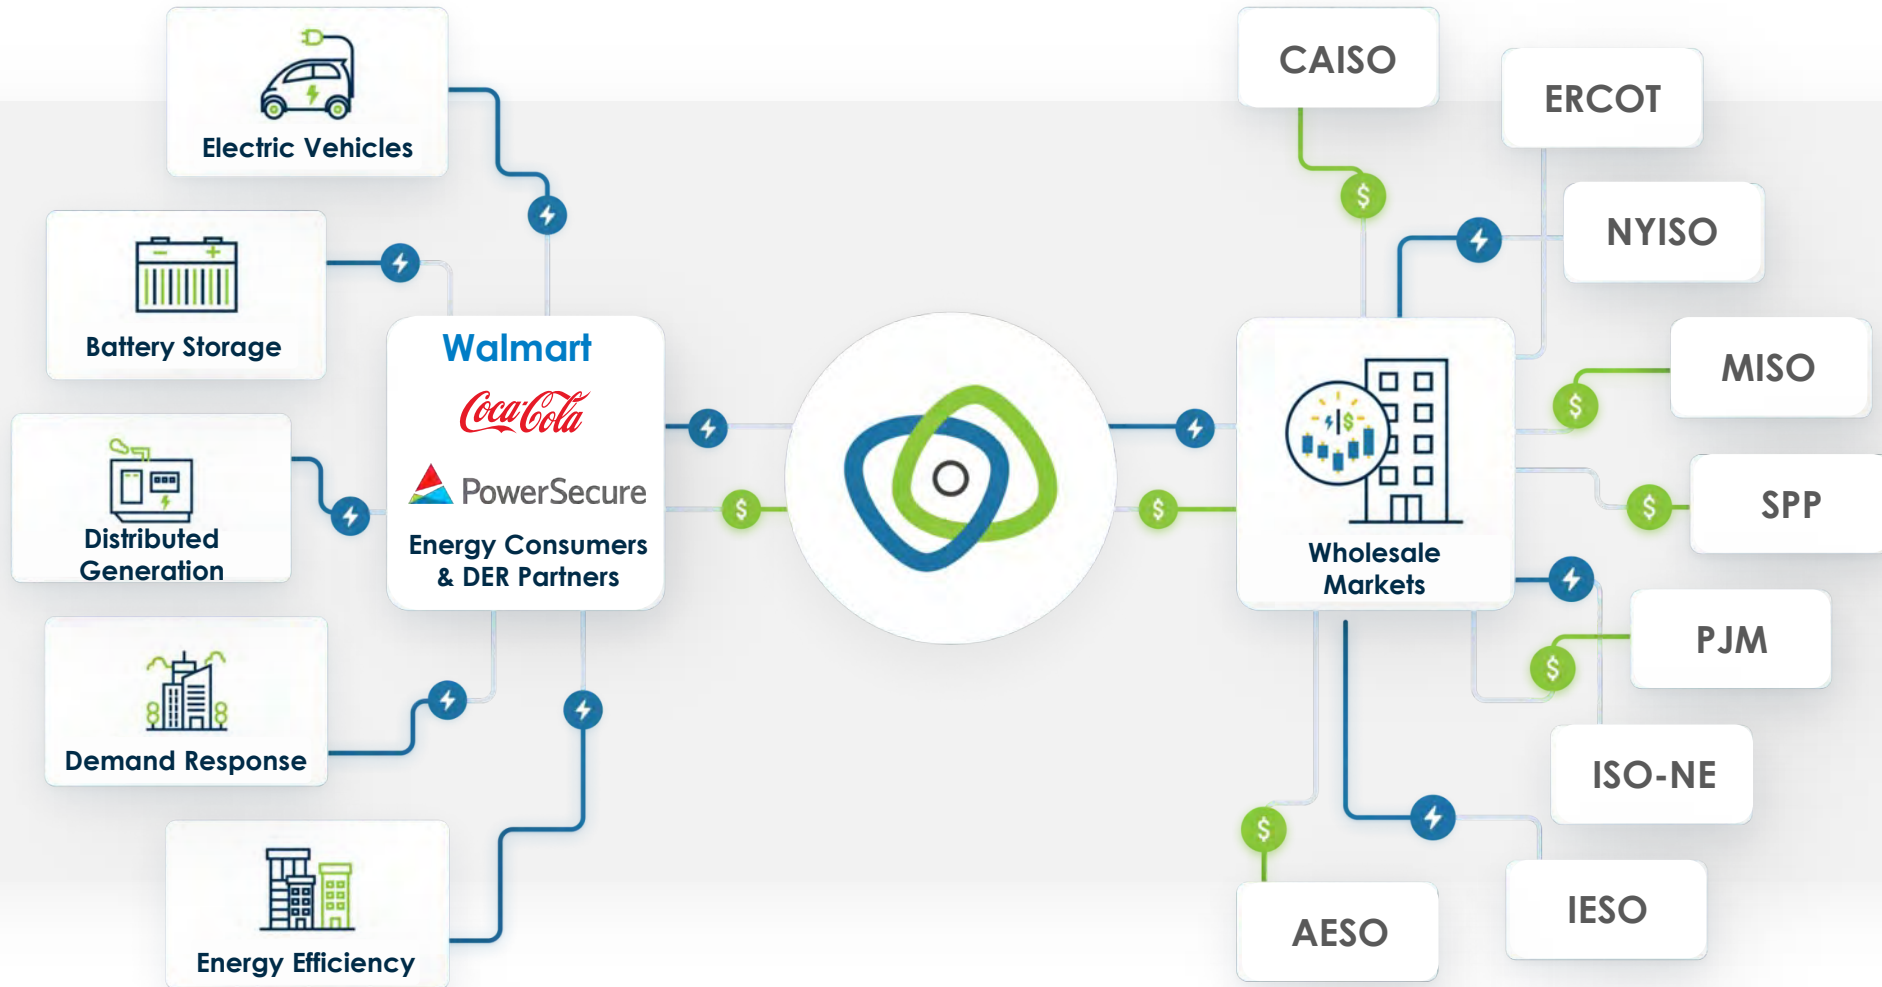 Electric Vehicles
Battery Storage
Distributed
Generation
Demand Response
Energy Efficiency
Walmart
Coca-Cola
PowerSecure
Energy Consumers
& DER Partners
Wholesale
Markets
CAISO
ERCOT
NYISO
MISO
SPP
PJM
ISO-NE
IESO
AESO